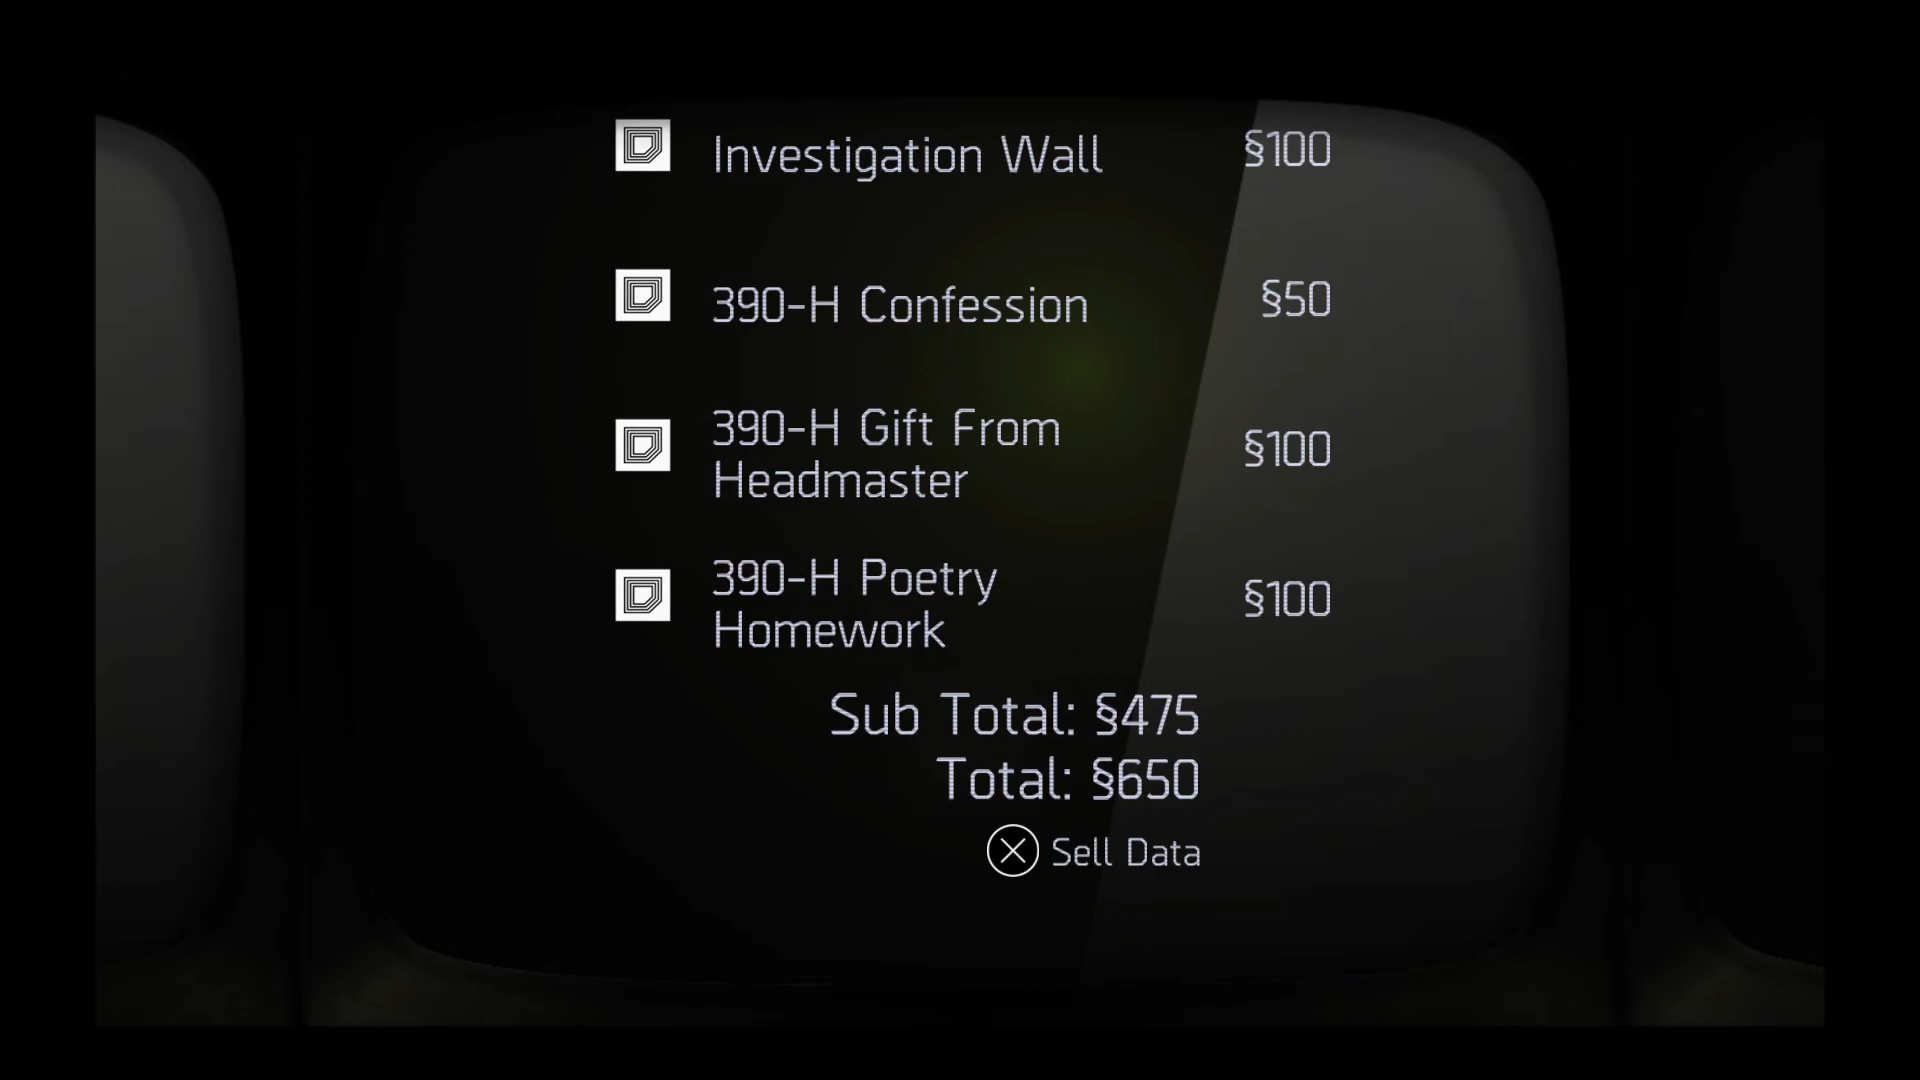 Investigation Wall §100
390-H Confession §50
390-H Gift From
Headmaster §100
390-H Poetry
Homework §100
Sub Total: §475
Total: §650
Sell Data